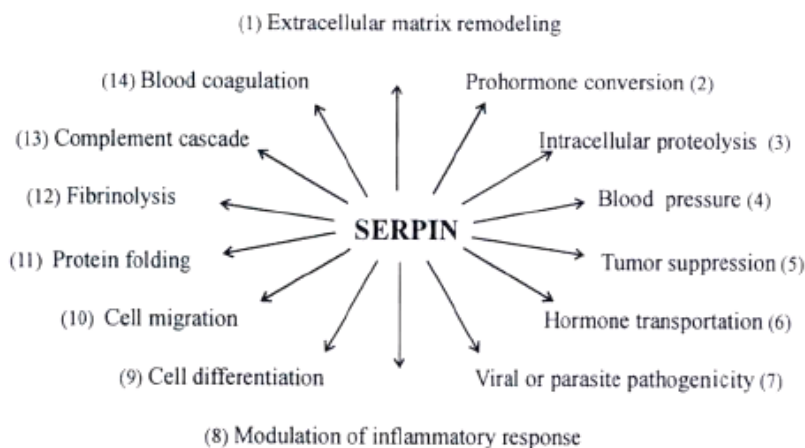 (1) Extracellular matrix remodeling
(14) Blood coagulation
Prohormone conversion (2)
(13) Complement cascade
Intracellular proteolysis (3)
(12) Fibrinolysis
Blood pressure (4)
SERPIN
(11) Protein folding
Tumor suppression (5)
(10) Cell migration
Hormone transportation (6)
(9) Cell differentiation
Viral or parasite pathogenicity (7)
(8) Modulation of inflammatory response